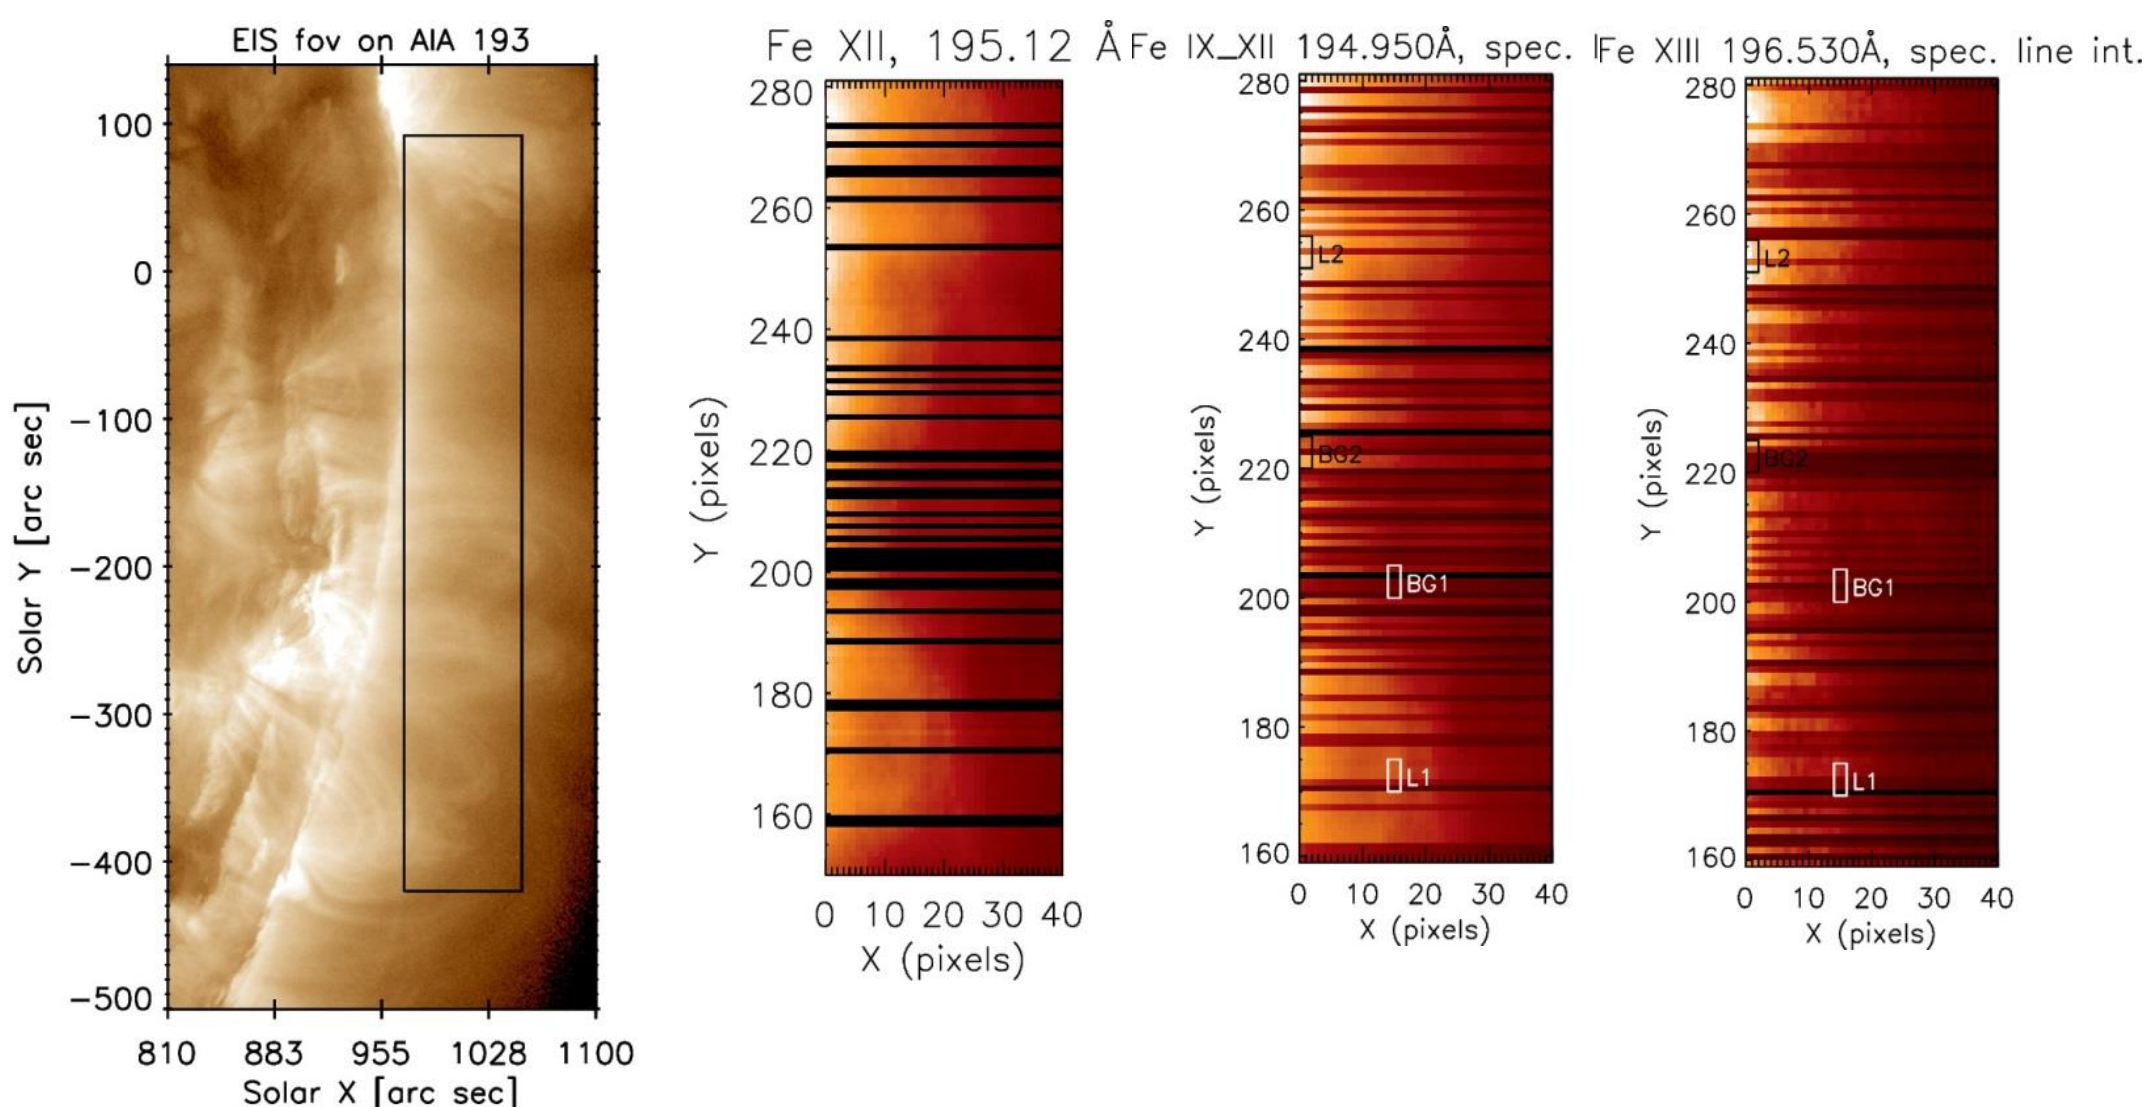 EIS fov on AIA 193
100
0
−100
−200
−300
−400
−500
Solar Y [arc sec]
810 883 955 1028 1100
Solar X [arc sec]
Fe XII, 195.12 Å
280
260
240
220
200
180
160
Y (pixels)
0 10 20 30 40
X (pixels)
Fe IX_XII 194.950Å, spec. l
280
260
240
220
200
180
160
Y (pixels)
L2
BG2
BG1
L1
0 10 20 30 40
X (pixels)
Fe XIII 196.530Å, spec. line int.
280
260
240
220
200
180
160
Y (pixels)
L2
BG2
BG1
L1
0 10 20 30 40
X (pixels)